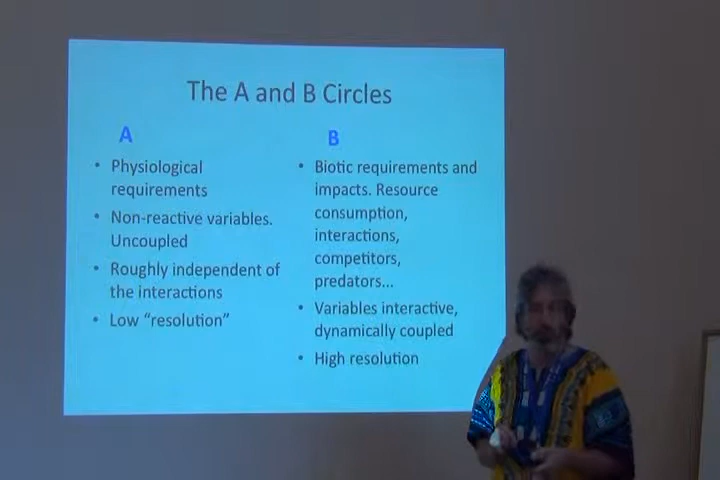 The A and B Circles
A
Physiological
requirements
Non-reactive variables.
Uncoupled
Roughly independent of
the interactions
Low “resolution”
B
Biotic requirements and
impacts. Resource
consumption,
interactions,
competitors,
predators...
Variables interactive,
dynamically coupled
High resolution